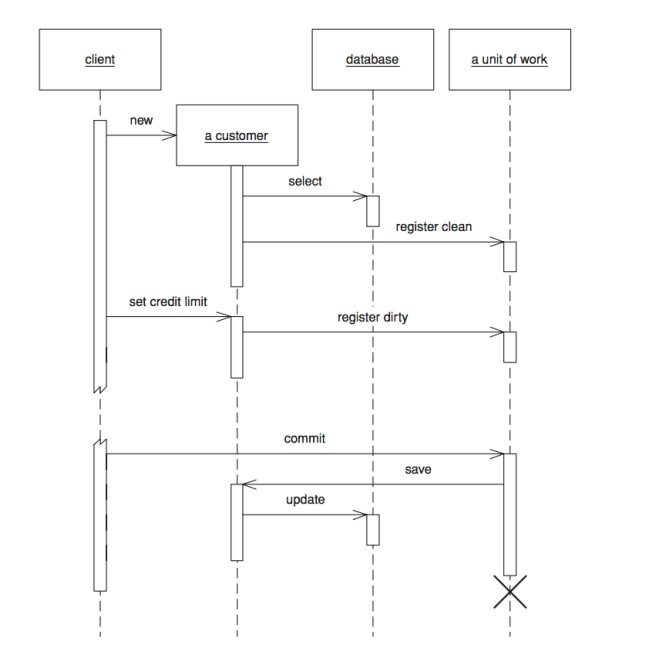 client
database
a unit of work
new
a customer
select
register clean
set credit limit
register dirty
commit
save
update